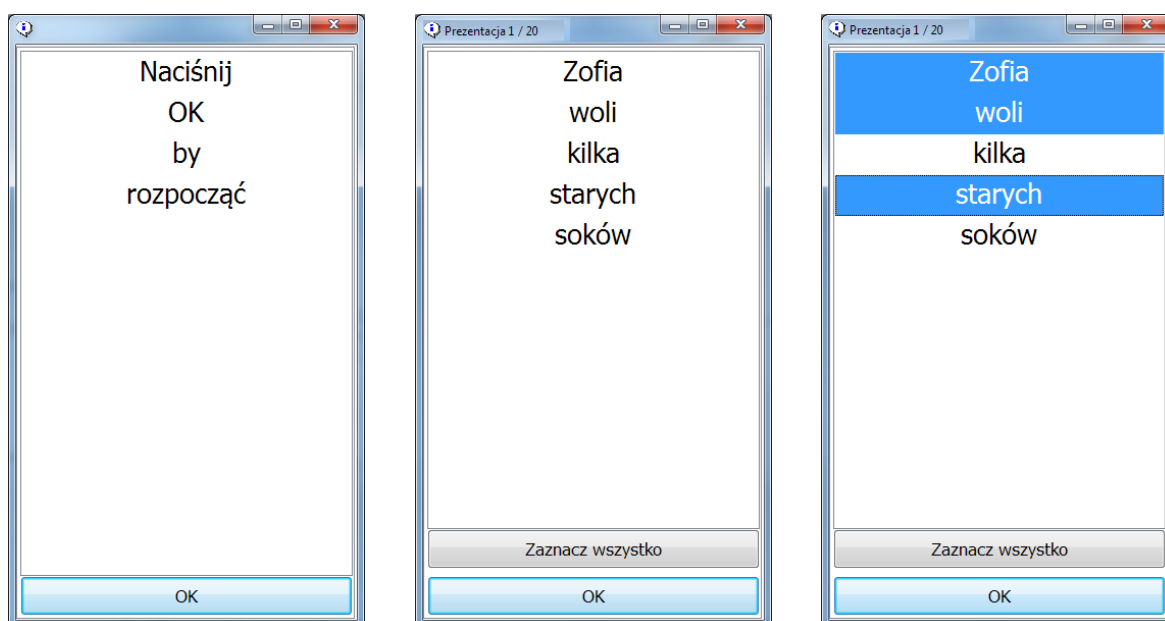 Naciśnij
OK
by
rozpocząć
OK
Prezentacja 1 / 20
Zofia
woli
kilka
starych
soków
Zaznacz wszystko
OK
Prezentacja 1 / 20
Zofia
woli
kilka
starych
soków
Zaznacz wszystko
OK